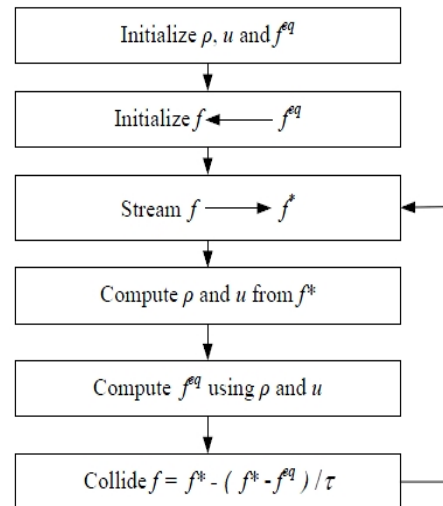 Initialize ρ, u and f^eq
Initialize f ← f^eq
Stream f → f*
Compute ρ and u from f*
Compute f^eq using ρ and u
Collide f = f* - ( f* - f^eq ) / τ